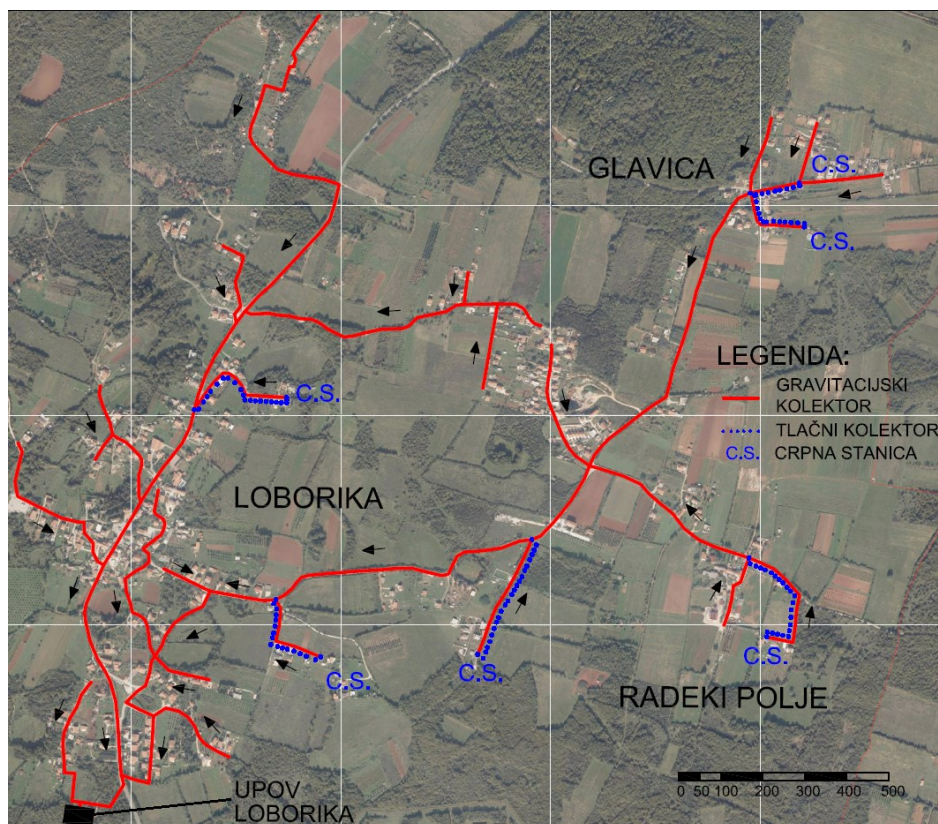 GLAVICA
C.S.
C.S.
LEGENDA:
GRAVITACIJSKI
KOLEKTOR
TLAČNI KOLEKTOR
C.S. CRPNA STANICA
C.S.
LOBORIKA
C.S.
C.S.
C.S.
RADEKI POLJE
UPOV
LOBORIKA
0 50 100 200 300 400 500